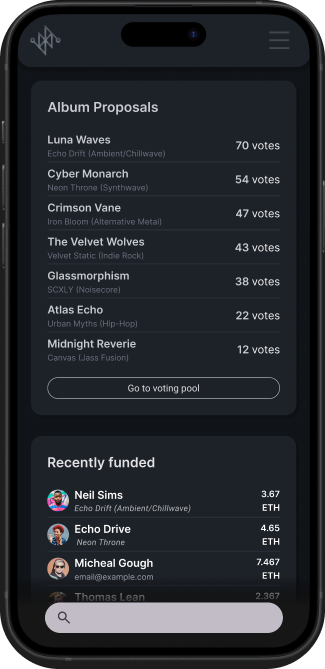 Album Proposals
Luna Waves
Echo Drift (Ambient/Chillwave)
70 votes
Cyber Monarch
Neon Throne (Synthwave)
54 votes
Crimson Vane
Iron Bloom (Alternative Metal)
47 votes
The Velvet Wolves
Velvet Static (Indie Rock)
43 votes
Glassmorphism
SCXLY (Noisecore)
38 votes
Atlas Echo
Urban Myths (Hip-Hop)
22 votes
Midnight Reverie
Canvas (Jass Fusion)
12 votes
Go to voting pool
Recently funded
Neil Sims
Echo Drift (Ambient/Chillwave)
3.67
ETH
Echo Drive
Neon Throne
4.65
ETH
Micheal Gough
email@example.com
7.467
ETH
Thomas Lean
2.367